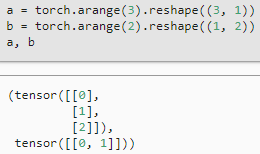 a = torch.arange(3).reshape((3, 1))
b = torch.arange(2).reshape((1, 2))
a, b
(tensor([[0],
[1],
[2]]),
tensor([[0, 1]]))